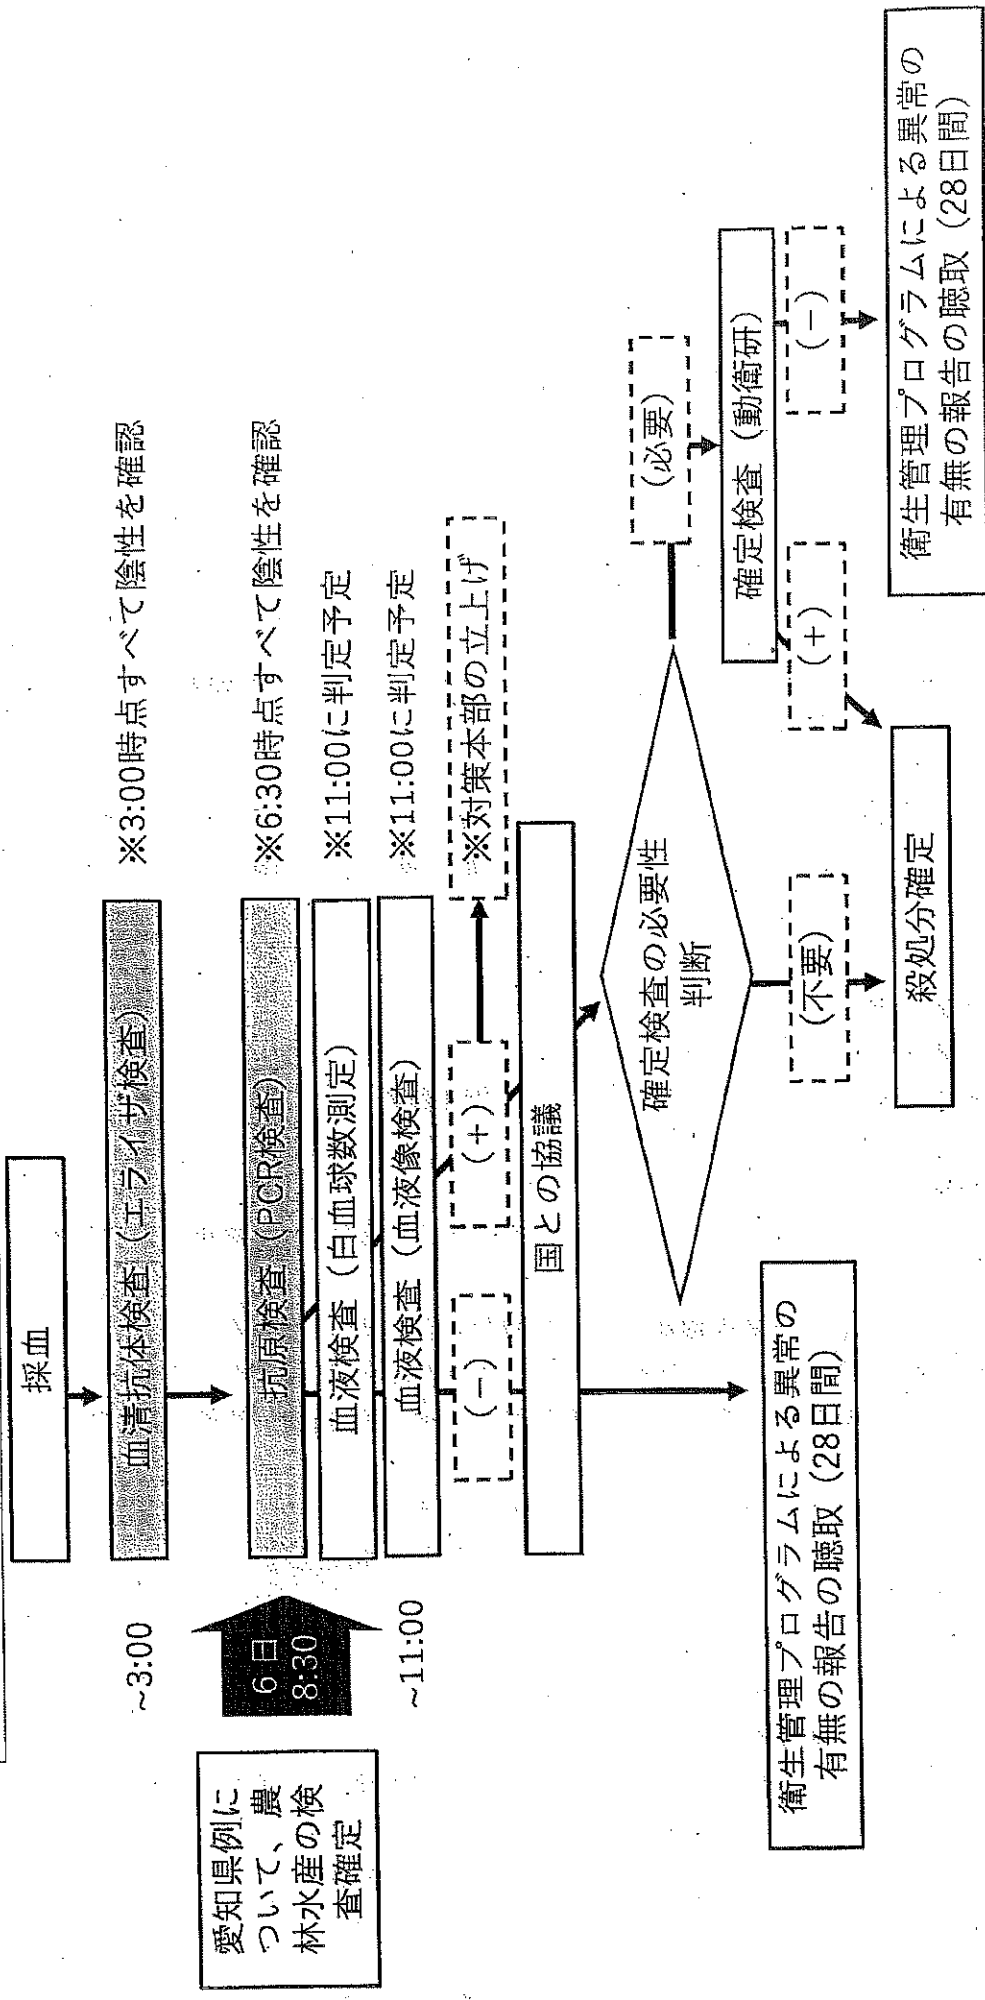 採血
~3:00
血清抗体検査(エライザ検査)
※3:00時点すべて陰性を確認
愛知県例に
ついて、農
林水産の検
査確定
6日
8:30
抗原検査(PCR検査)
※6:30時点すべて陰性を確認
血液検査(白血球数測定)
※11:00に判定予定
~11:00
血液検査(血液像検査)
※11:00に判定予定
(-)
(+)
※対策本部の立上げ
国との協議
確定検査の必要性
判断
(必要)
確定検査(動衛研)
(不要)
(+)
(-)
衛生管理プログラムによる異常の
有無の報告の聴取(28日間)
殺処分確定
衛生管理プログラムによる異常の
有無の報告の聴取(28日間)